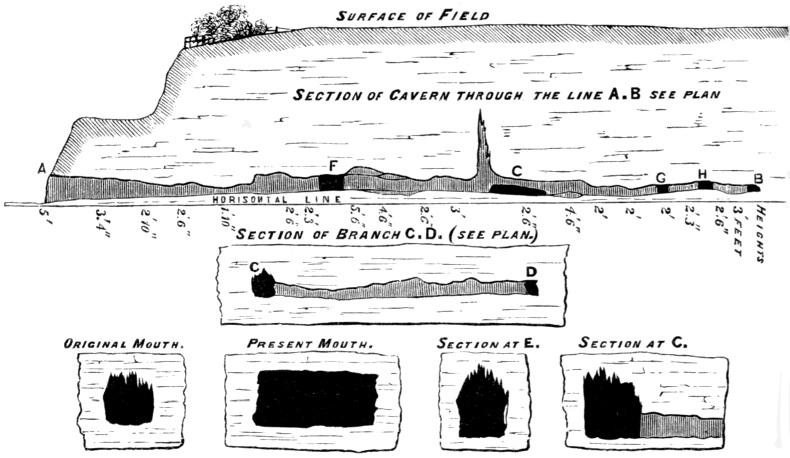 SURFACE OF FIELD
SECTION OF CAVERN THROUGH THE LINE A.B SEE PLAN
A F C G H B
HORISONTAL LINE
5' 3'4" 2'10" 2'6" 1'10" 2'6" 2'2" 5'6" 4'6" 2'6" 3' 2'6" 4'6" 2' 2' 2' 2'3" 2'6" 3'FEET HEIGHTS
SECTION OF BRANCH C.D. (SEE PLAN.)
C D
ORIGINAL MOUTH. PRESENT MOUTH. SECTION AT E. SECTION AT C.